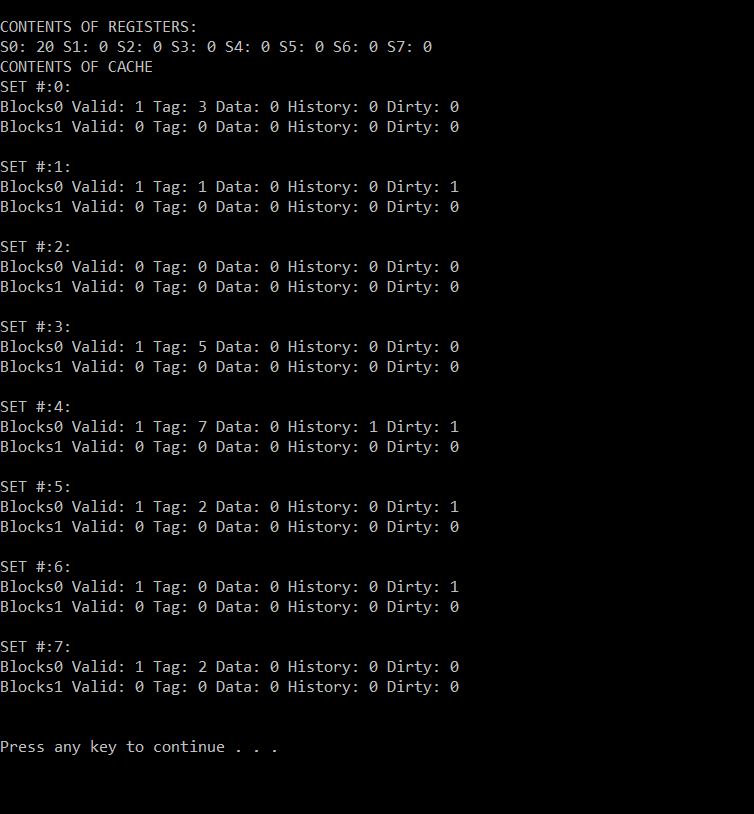 CONTENTS OF REGISTERS:
S0: 20 S1: 0 S2: 0 S3: 0 S4: 0 S5: 0 S6: 0 S7: 0
CONTENTS OF CACHE
SET #:0:
Blocks0 Valid: 1 Tag: 3 Data: 0 History: 0 Dirty: 0
Blocks1 Valid: 0 Tag: 0 Data: 0 History: 0 Dirty: 0
SET #:1:
Blocks0 Valid: 1 Tag: 1 Data: 0 History: 0 Dirty: 1
Blocks1 Valid: 0 Tag: 0 Data: 0 History: 0 Dirty: 0
SET #:2:
Blocks0 Valid: 0 Tag: 0 Data: 0 History: 0 Dirty: 0
Blocks1 Valid: 0 Tag: 0 Data: 0 History: 0 Dirty: 0
SET #:3:
Blocks0 Valid: 1 Tag: 5 Data: 0 History: 0 Dirty: 0
Blocks1 Valid: 0 Tag: 0 Data: 0 History: 0 Dirty: 0
SET #:4:
Blocks0 Valid: 1 Tag: 7 Data: 0 History: 1 Dirty: 1
Blocks1 Valid: 0 Tag: 0 Data: 0 History: 0 Dirty: 0
SET #:5:
Blocks0 Valid: 1 Tag: 2 Data: 0 History: 0 Dirty: 1
Blocks1 Valid: 0 Tag: 0 Data: 0 History: 0 Dirty: 0
SET #:6:
Blocks0 Valid: 1 Tag: 0 Data: 0 History: 0 Dirty: 1
Blocks1 Valid: 0 Tag: 0 Data: 0 History: 0 Dirty: 0
SET #:7:
Blocks0 Valid: 1 Tag: 2 Data: 0 History: 0 Dirty: 0
Blocks1 Valid: 0 Tag: 0 Data: 0 History: 0 Dirty: 0
Press any key to continue . . .